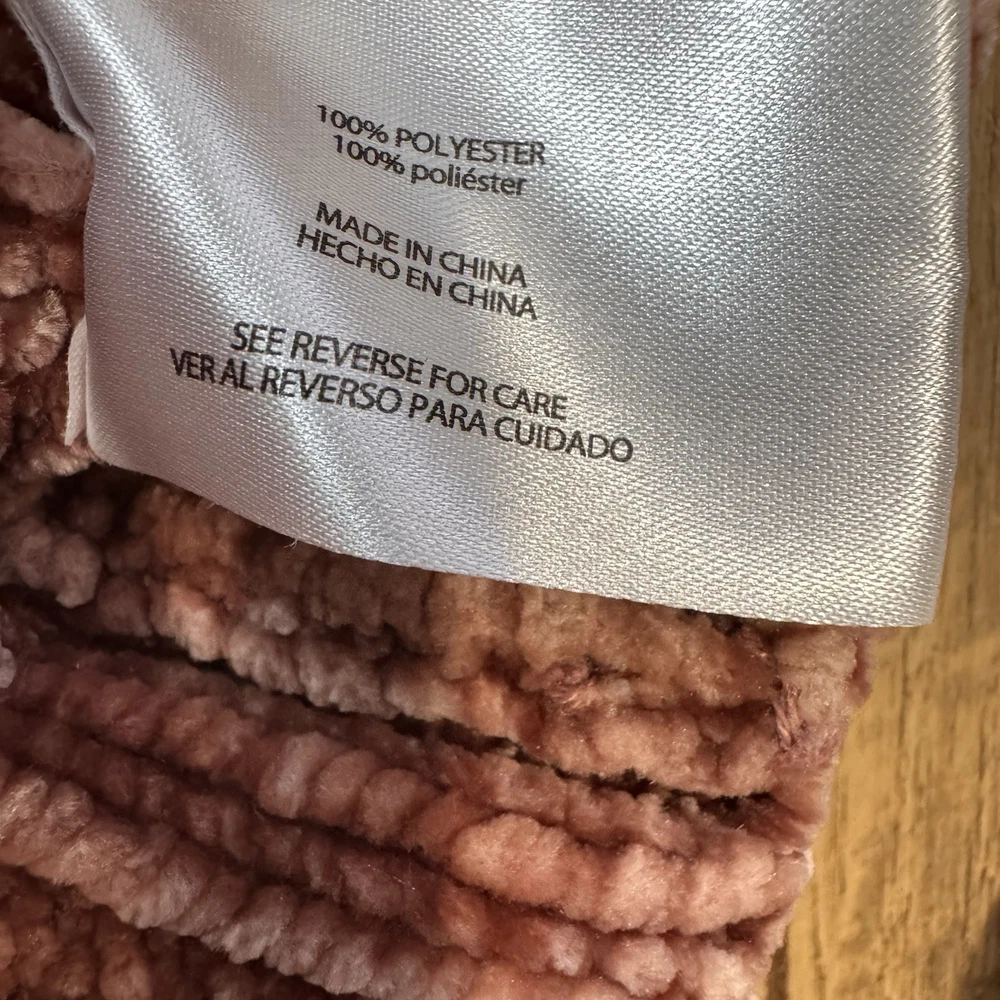 100% POLYESTER
100% poliéster
MADE IN CHINA
HECHO EN CHINA
SEE REVERSE FOR CARE
VER AL REVERSO PARA CUIDADO